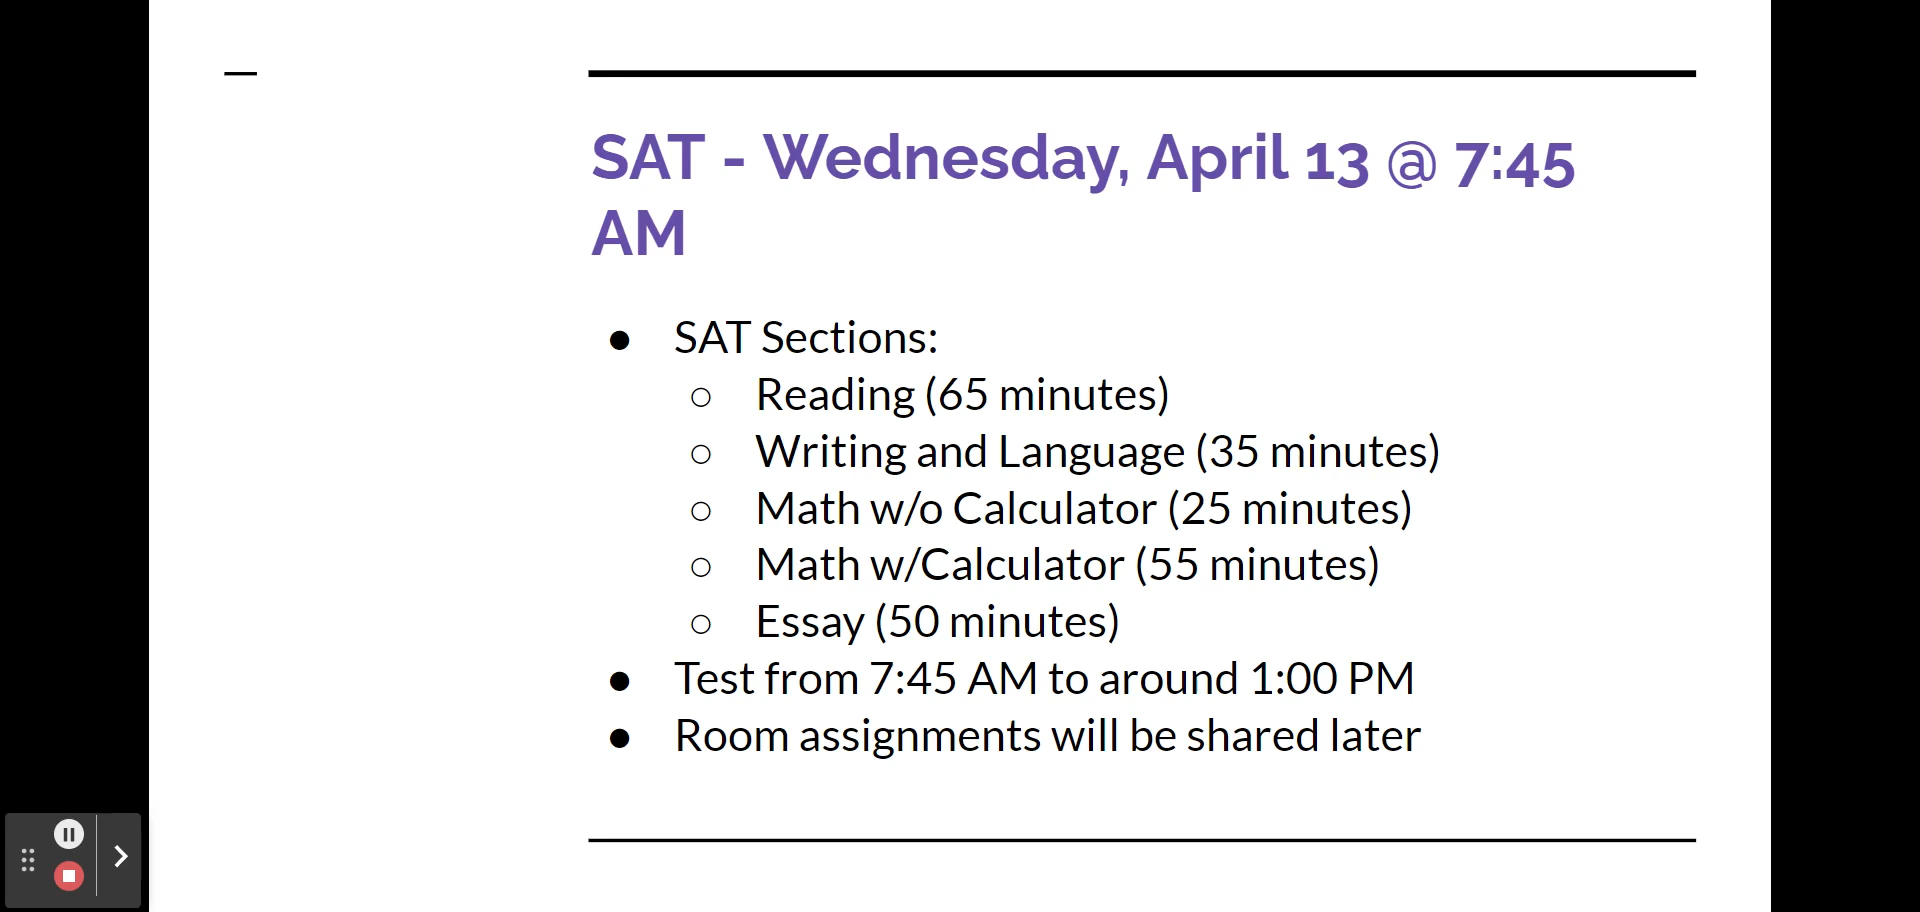 SAT - Wednesday, April 13 @ 7:45
AM
● SAT Sections:
○ Reading (65 minutes)
○ Writing and Language (35 minutes)
○ Math w/o Calculator (25 minutes)
○ Math w/Calculator (55 minutes)
○ Essay (50 minutes)
● Test from 7:45 AM to around 1:00 PM
● Room assignments will be shared later